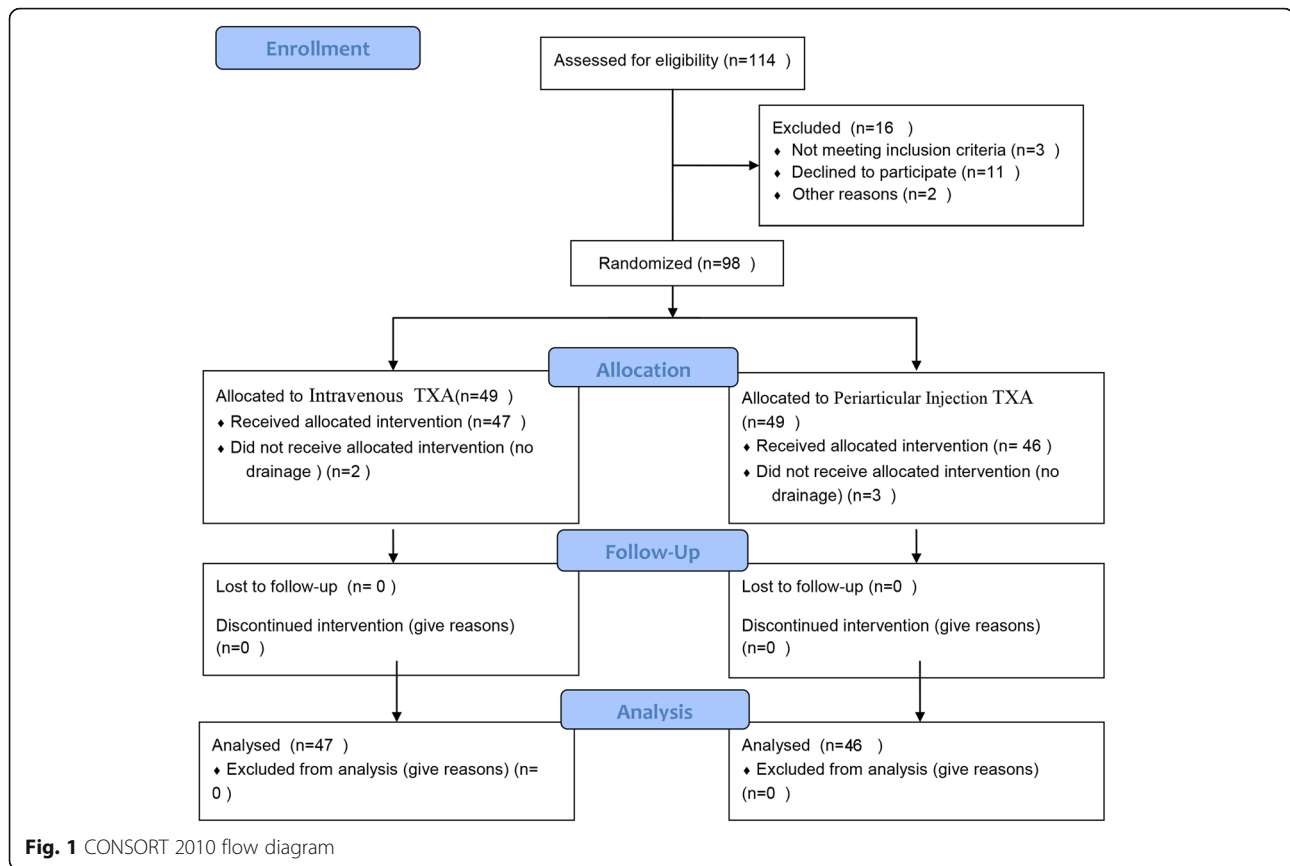 Enrollment
Assessed for eligibility (n=114 )
Excluded (n=16 )
♦ Not meeting inclusion criteria (n=3 )
♦ Declined to participate (n=11 )
♦ Other reasons (n=2 )
Randomized (n=98 )
Allocation
Allocated to Intravenous TXA(n=49 )
♦ Received allocated intervention (n=47 )
♦ Did not receive allocated intervention (no
drainage ) (n=2 )
Allocated to Periarticular Injection TXA
(n=49 )
♦ Received allocated intervention (n= 46 )
♦ Did not receive allocated intervention (no
drainage) (n=3 )
Follow-Up
Lost to follow-up (n= 0 )
Discontinued intervention (give reasons)
(n=0 )
Lost to follow-up (n=0 )
Discontinued intervention (give reasons)
(n=0 )
Analysis
Analysed (n=47 )
♦ Excluded from analysis (give reasons) (n=
0 )
Analysed (n=46 )
♦ Excluded from analysis (give reasons)
(n=0 )
Fig. 1 CONSORT 2010 flow diagram